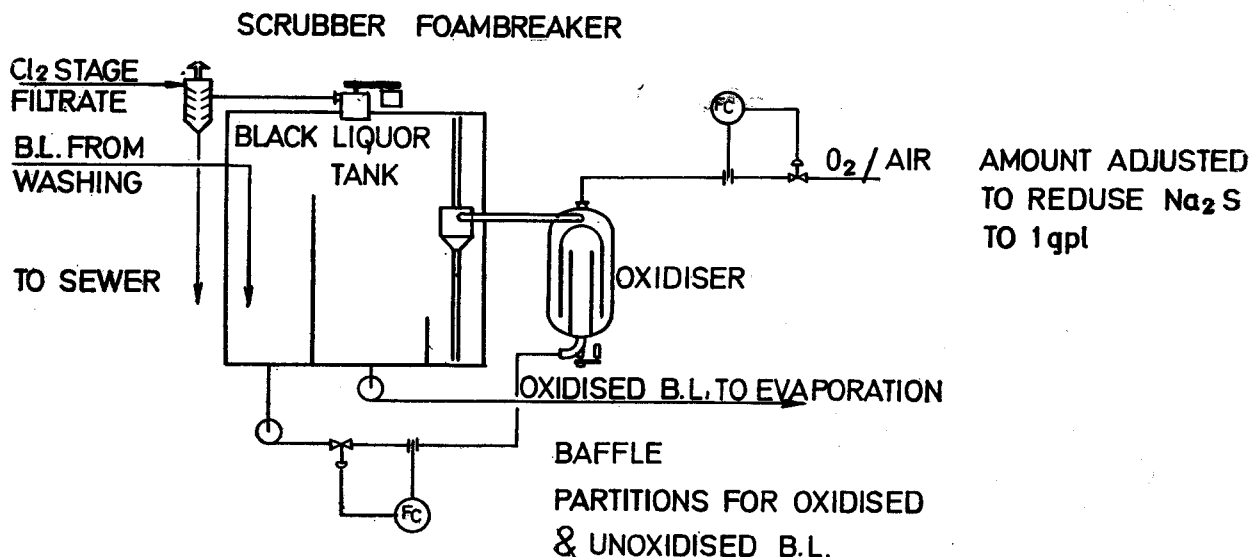 SCRUBBER FOAMBREAKER
Cl2 STAGE
FILTRATE
B.L. FROM
WASHING
TO SEWER
BLACK LIQUOR
TANK
FC
O2/AIR
AMOUNT ADJUSTED
TO REDUSE Na2S
TO 1gpl
OXIDISER
OXIDISED B.L. TO EVAPORATION
FC
BAFFLE
PARTITIONS FOR OXIDISED
& UNOXIDISED B.L.